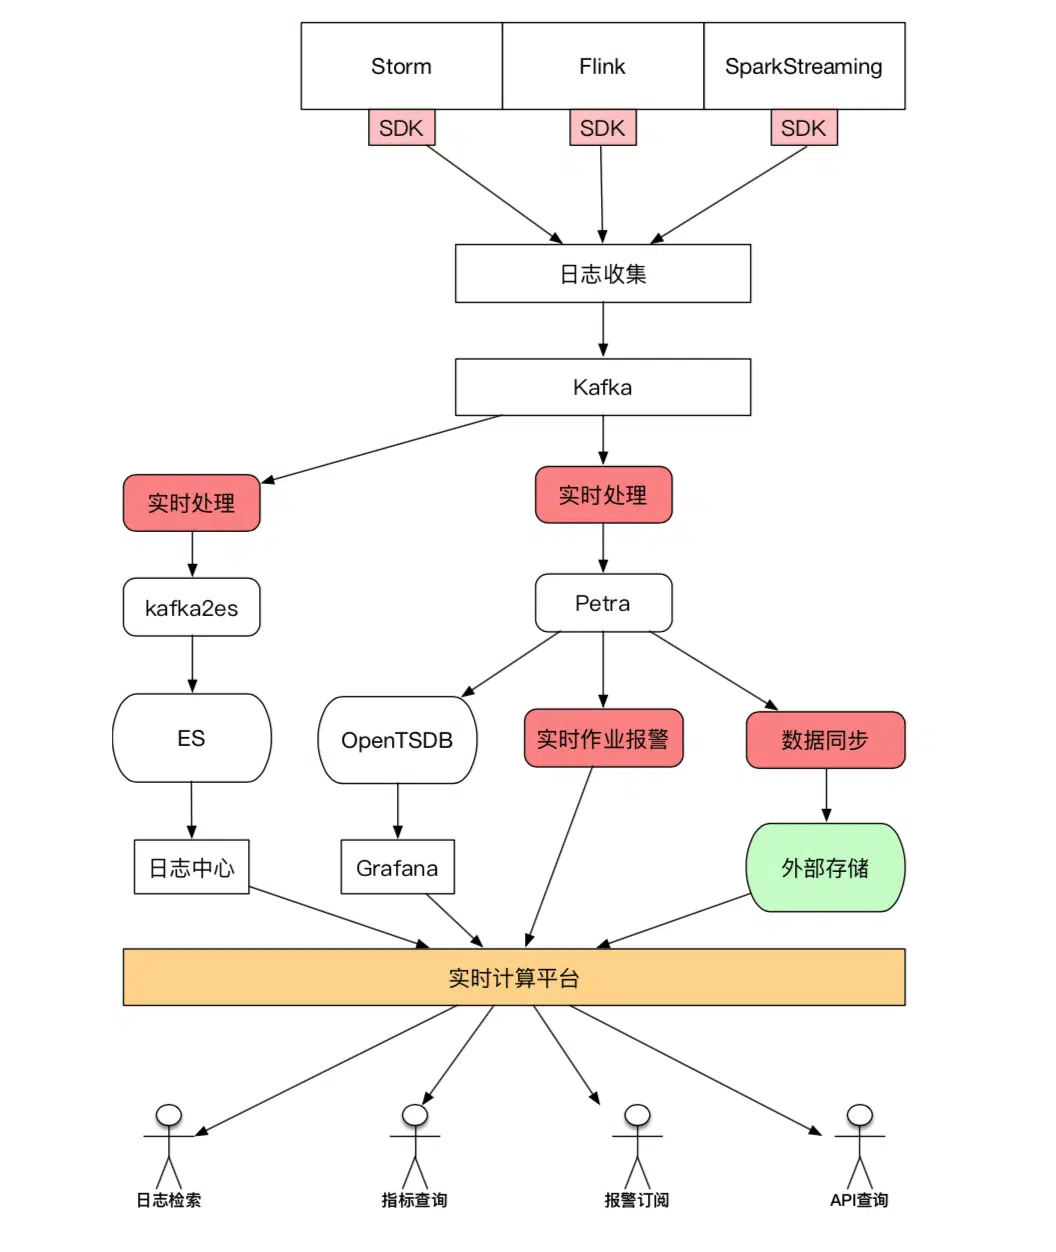 Storm
Flink
SparkStreaming
SDK
SDK
SDK
日志收集
Kafka
实时处理
实时处理
kafka2es
Petra
ES
OpenTSDB
实时作业报警
数据同步
日志中心
Grafana
外部存储
实时计算平台
日志检索
指标查询
报警订阅
API查询